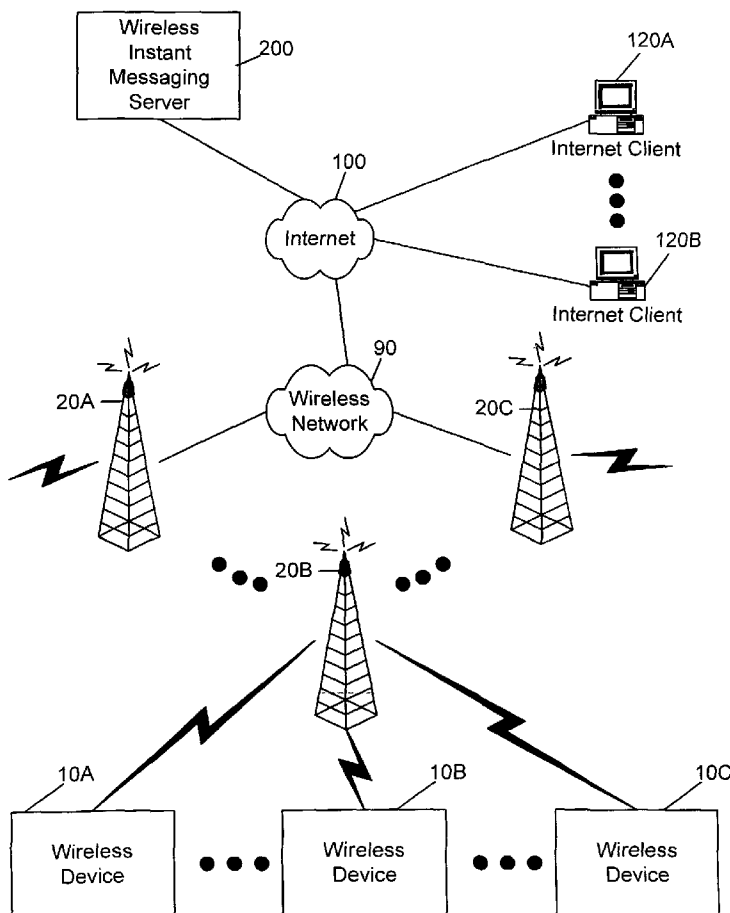 Wireless
Instant
Messaging
Server
200
120A
Internet Client
100
Internet
120B
Internet Client
90
Wireless
Network
20A
20C
20B
10A
10B
10C
Wireless
Device
Wireless
Device
Wireless
Device